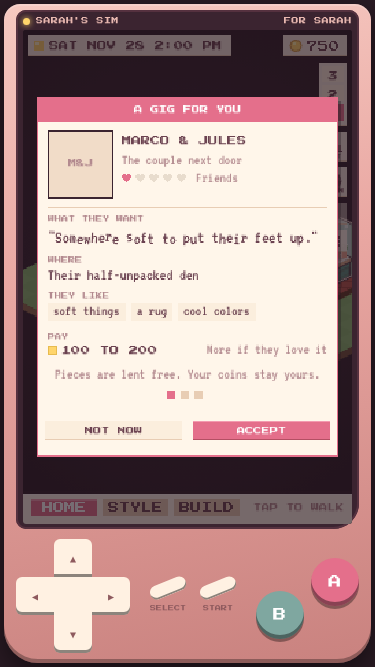 SARAH'S SIM
FOR SARAH
SAT NOV 28 2:00 PM
750
3
2
A GIG FOR YOU
M&J
MARCO & JULES
The couple next door
Friends
WHAT THEY WANT
"Somewhere soft to put their feet up."
WHERE
Their half-unpacked den
THEY LIKE
soft things
a rug
cool colors
PAY
100 TO 200
More if they love it
Pieces are lent free. Your coins stay yours.
NOT NOW
ACCEPT
HOME
STYLE
BUILD
TAP TO WALK
SELECT
START
B
A